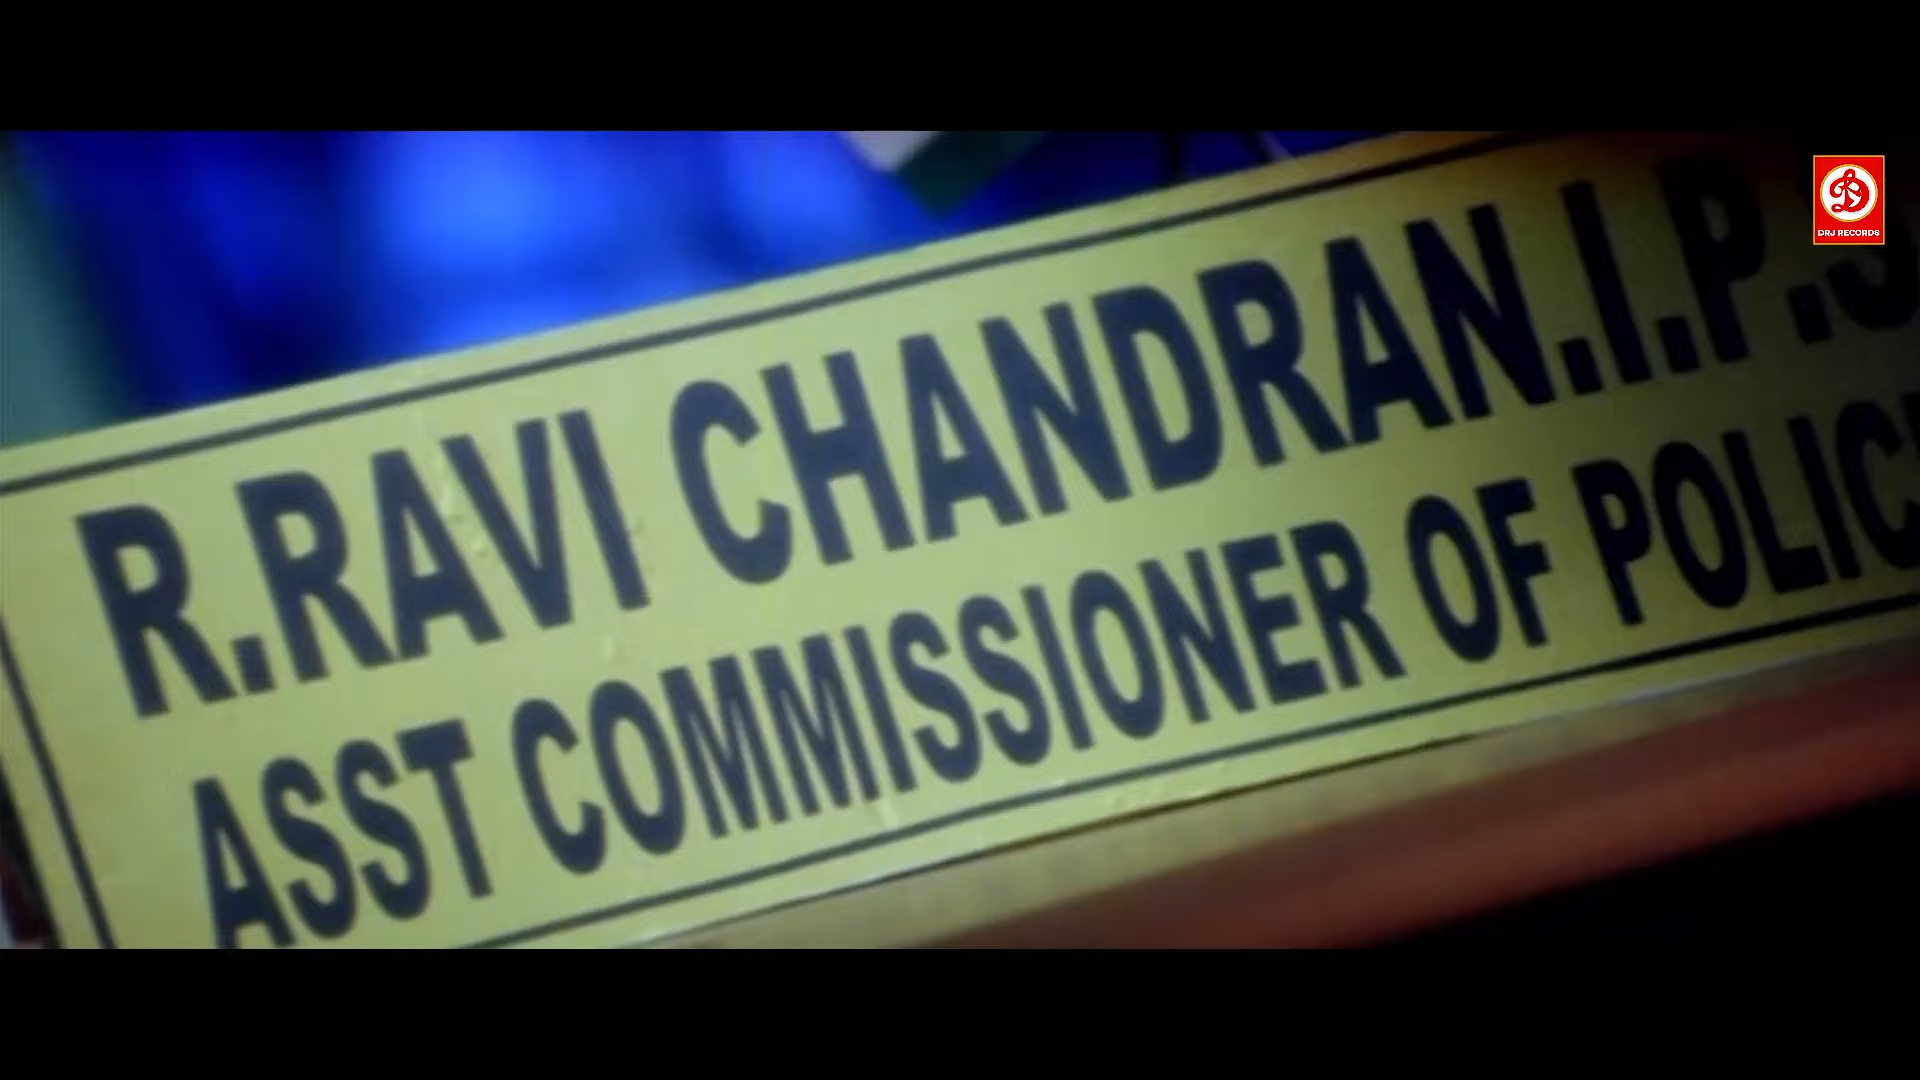 R.RAVI CHANDRAN.I.P.S
ASST COMMISSIONER OF POLIC
DRJ RECORDS